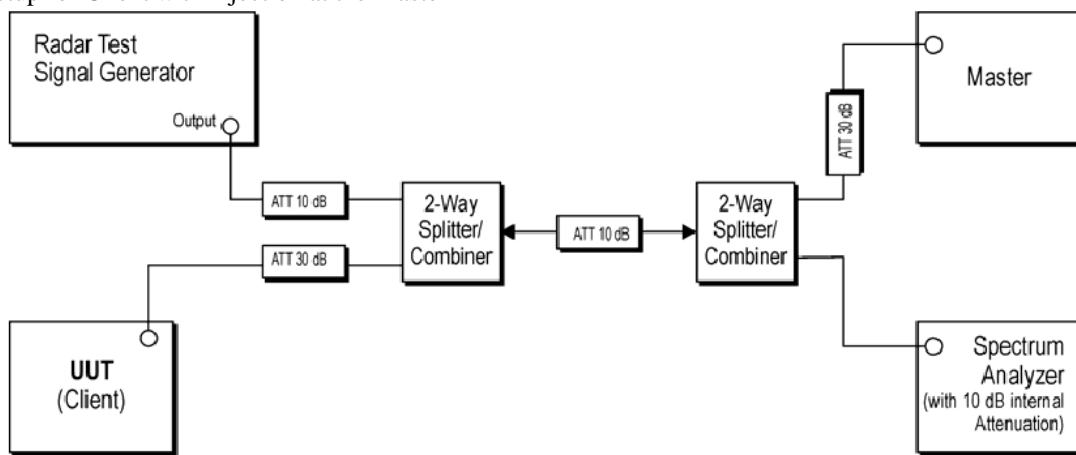 Radar Test
Signal Generator
Output
ATT 10 dB
ATT 30 dB
UUT
(Client)
2-Way
Splitter/
Combiner
ATT 10 dB
2-Way
Splitter/
Combiner
ATT 30 dB
Master
Spectrum
Analyzer
(with 10 dB internal
Attenuation)